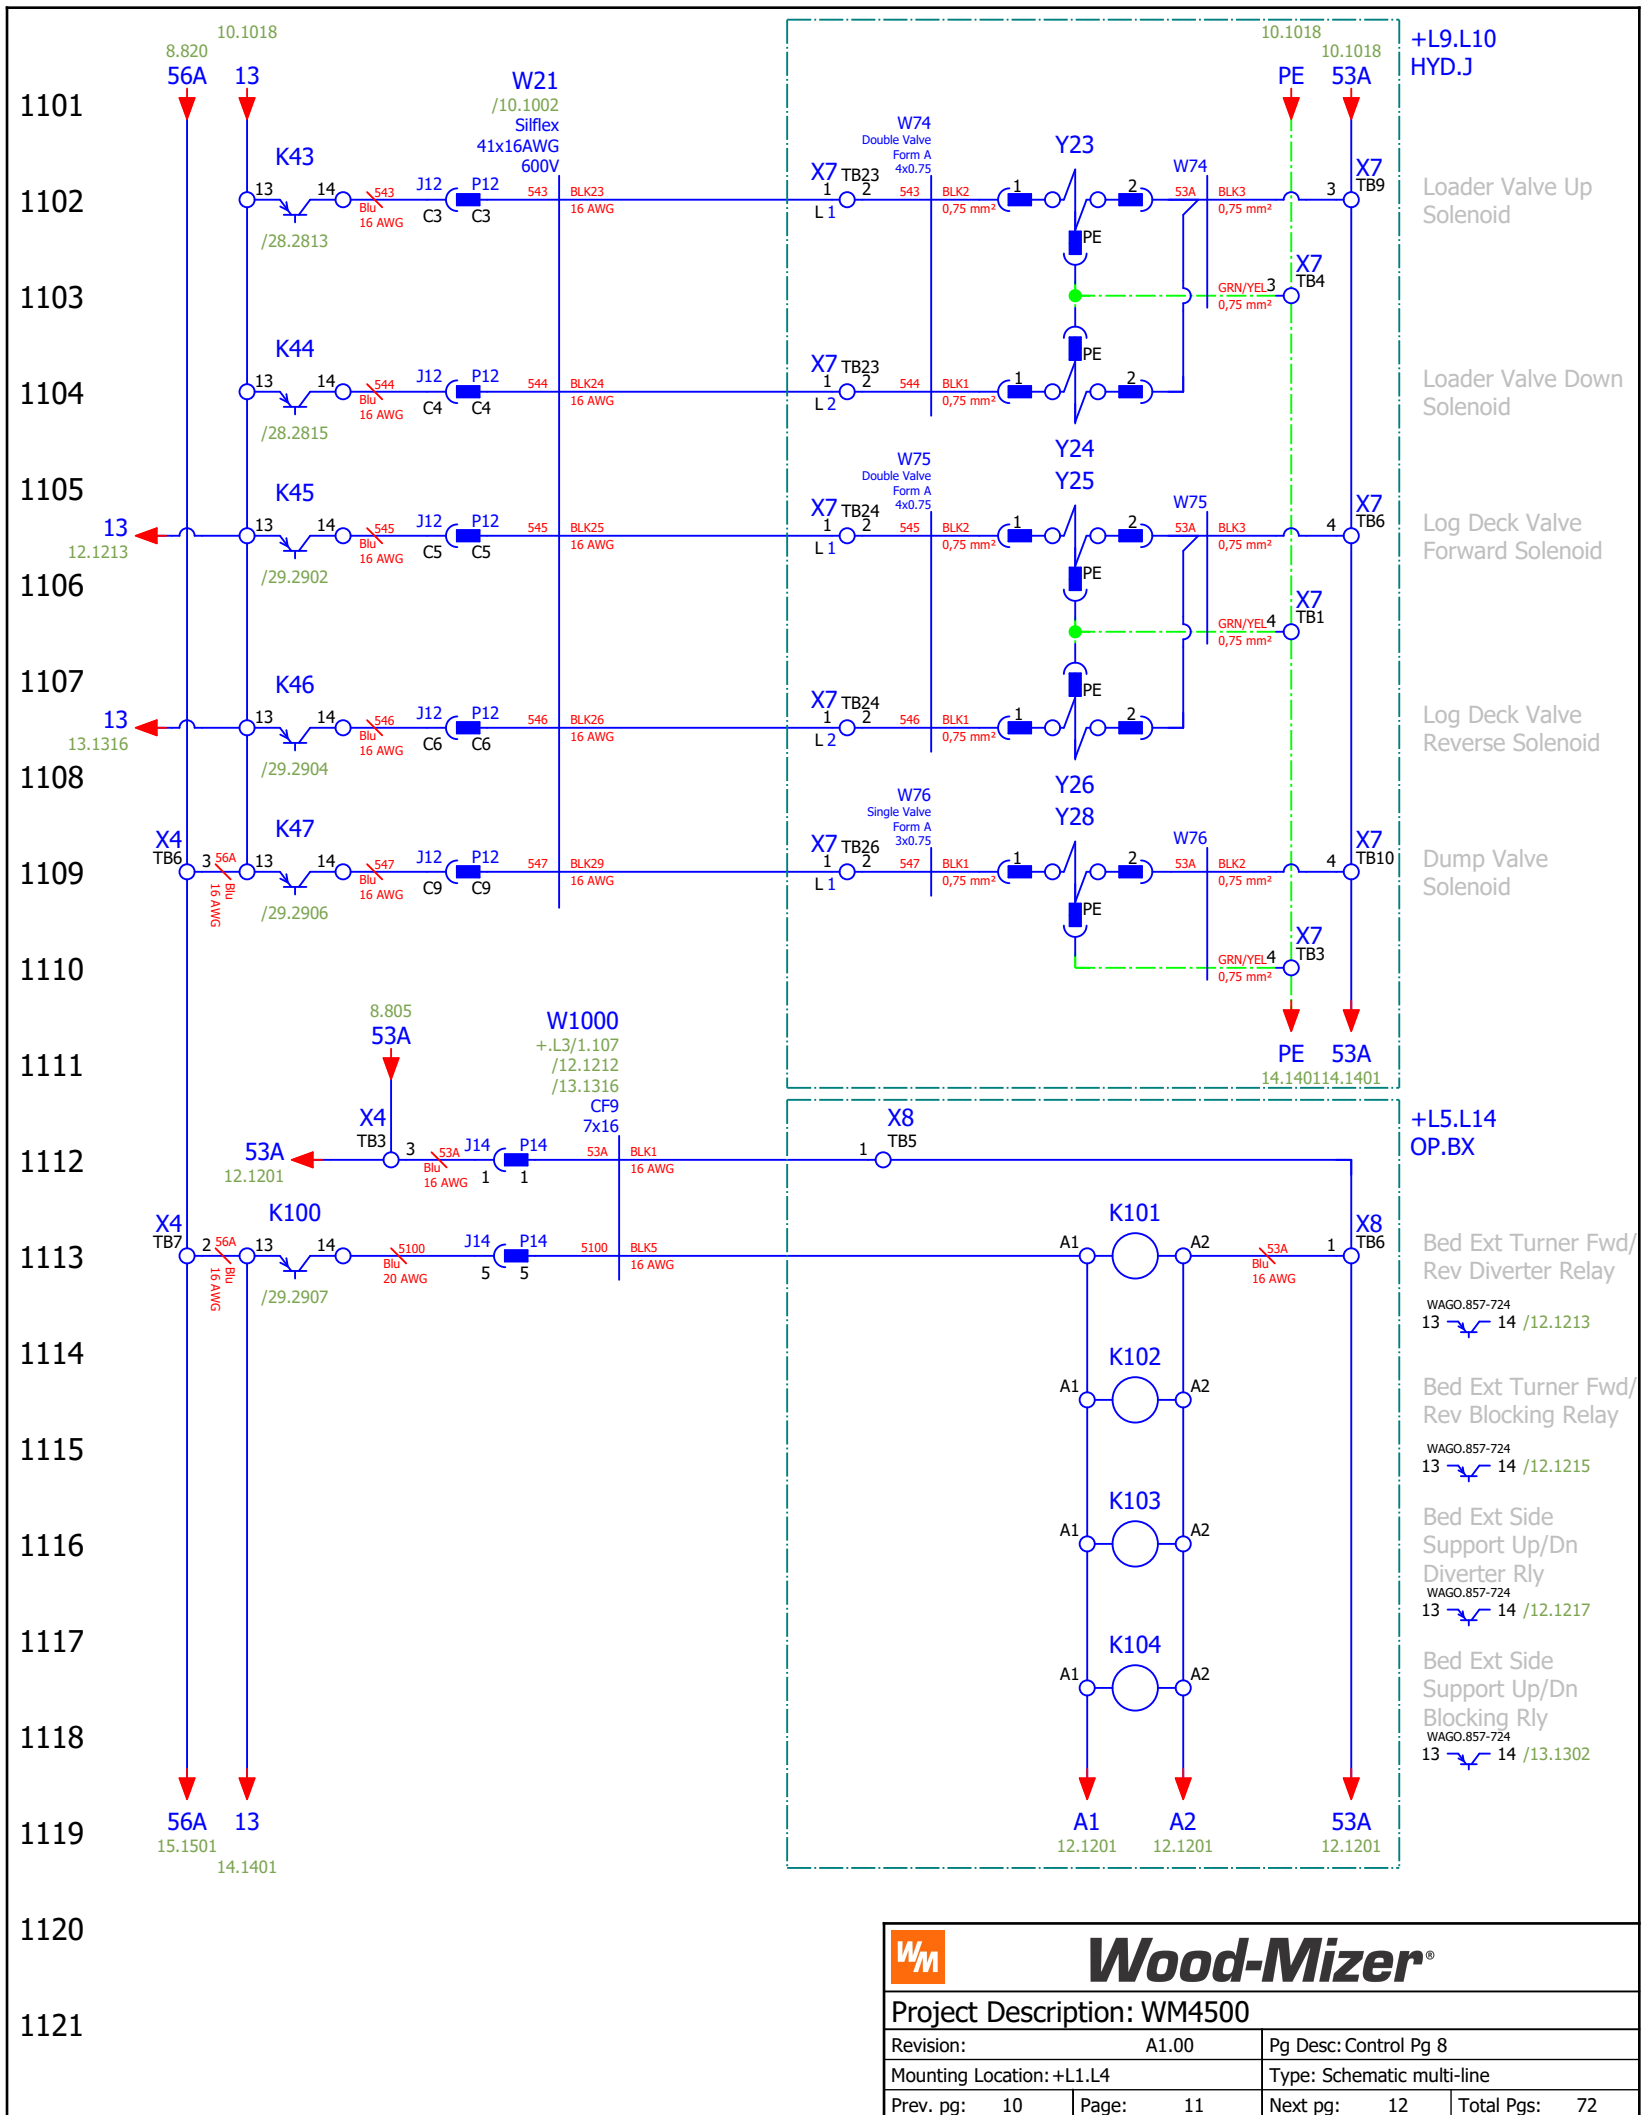 10.1018
8.820
56A 13
10.1018
10.1018
PE 53A
+L9.L10
HYD.J
1101
W21
/10.1002
Silflex
41x16AWG
600V
W74
Double Valve
Form A
4x0.75
Y23
W74
1102
K43
13 14
543
Blu
16 AWG
/28.2813
J12 P12
C3 C3
543 BLK23
16 AWG
X7 TB23
1 2
L 1
543 BLK2
0,75 mm²
1 2
PE
53A BLK3
0,75 mm²
3
X7
TB9
Loader Valve Up
Solenoid
1103
GRN/YEL 3
0,75 mm²
X7
TB4
1104
K44
13 14
544
Blu
16 AWG
/28.2815
J12 P12
C4 C4
544 BLK24
16 AWG
X7 TB23
1 2
L 2
544 BLK1
0,75 mm²
PE
1 2
Y24
Loader Valve Down
Solenoid
1105
13
12.1213
K45
13 14
545
Blu
16 AWG
/29.2902
J12 P12
C5 C5
545 BLK25
16 AWG
W75
Double Valve
Form A
4x0.75
X7 TB24
1 2
L 1
545 BLK2
0,75 mm²
Y25
1 2
PE
W75
53A BLK3
0,75 mm²
4
X7
TB6
Log Deck Valve
Forward Solenoid
1106
GRN/YEL 4
0,75 mm²
X7
TB1
1107
13
13.1316
K46
13 14
546
Blu
16 AWG
/29.2904
J12 P12
C6 C6
546 BLK26
16 AWG
X7 TB24
1 2
L 2
546 BLK1
0,75 mm²
PE
1 2
Y26
Log Deck Valve
Reverse Solenoid
1108
1109
X4
TB6
3 56A
Blu
16 AWG
K47
13 14
547
Blu
16 AWG
/29.2906
J12 P12
C9 C9
547 BLK29
16 AWG
W76
Single Valve
Form A
3x0.75
X7 TB26
1 2
L 1
547 BLK1
0,75 mm²
Y28
1 2
PE
W76
53A BLK2
0,75 mm²
4
X7
TB10
Dump Valve
Solenoid
1110
GRN/YEL 4
0,75 mm²
X7
TB3
PE 53A
14.1401 14.1401
1111
8.805
53A
W1000
+.L3/1.107
/12.1212
/13.1316
CF9
7x16
+L5.L14
OP.BX
1112
53A
12.1201
X4
TB3
3
53A
Blu
16 AWG
J14 P14
1 1
53A BLK1
16 AWG
X8
TB5
1
1113
X4
TB7
2 56A
Blu
16 AWG
K100
13 14
5100
Blu
20 AWG
/29.2907
J14 P14
5 5
5100 BLK5
16 AWG
K101
A1 A2
53A
Blu
16 AWG
1
X8
TB6
Bed Ext Turner Fwd/
Rev Diverter Relay
WAGO.857-724
13 14 /12.1213
1114
K102
A1 A2
Bed Ext Turner Fwd/
Rev Blocking Relay
WAGO.857-724
13 14 /12.1215
1115
1116
K103
A1 A2
Bed Ext Side
Support Up/Dn
Diverter Rly
WAGO.857-724
13 14 /12.1217
1117
K104
A1 A2
Bed Ext Side
Support Up/Dn
Blocking Rly
WAGO.857-724
13 14 /13.1302
1118
1119
56A 13
15.1501
14.1401
A1 A2 53A
12.1201 12.1201 12.1201
1120
1121
WM Wood-Mizer®
Project Description: WM4500
Revision: A1.00 Pg Desc: Control Pg 8
Mounting Location: +L1.L4 Type: Schematic multi-line
Prev. pg: 10 Page: 11 Next pg: 12 Total Pgs: 72